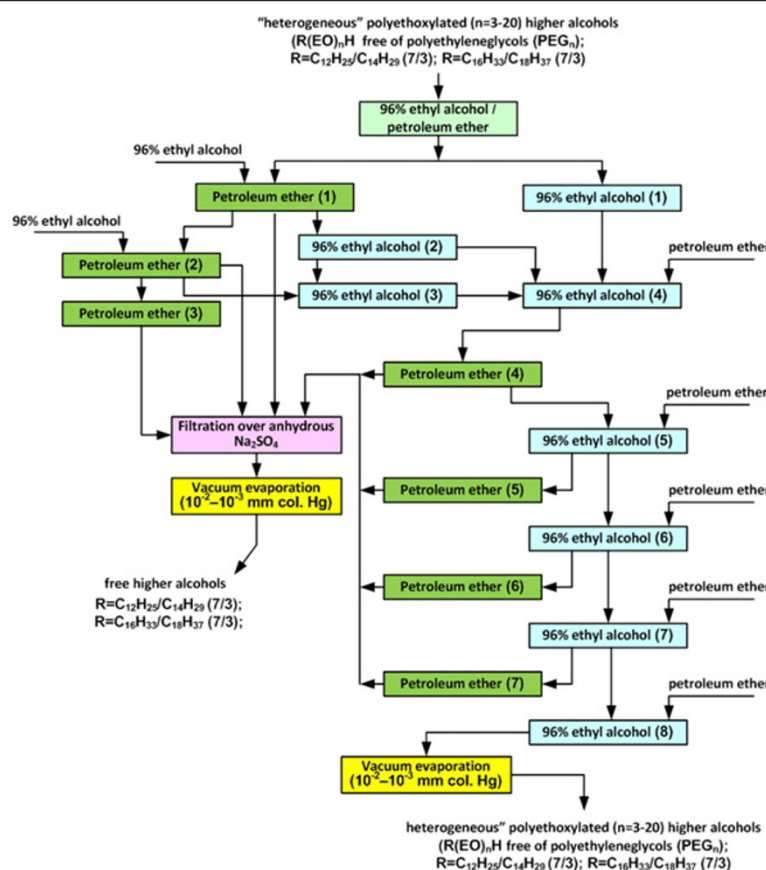 “heterogeneous” polyethoxylated (n=3-20) higher alcohols
(R(EO)nH free of polyethyleneglycols (PEGn);
R=C12H25/C14H29 (7/3); R=C16H33/C18H37 (7/3)
96% ethyl alcohol /
petroleum ether
96% ethyl alcohol
Petroleum ether (1)
96% ethyl alcohol (1)
96% ethyl alcohol
96% ethyl alcohol (2)
petroleum ether
Petroleum ether (2)
96% ethyl alcohol (3)
96% ethyl alcohol (4)
Petroleum ether (3)
Petroleum ether (4)
petroleum ether
Filtration over anhydrous
Na2SO4
96% ethyl alcohol (5)
Vacuum evaporation
(10-2–10-3 mm col. Hg)
Petroleum ether (5)
petroleum ether
96% ethyl alcohol (6)
free higher alcohols
R=C12H25/C14H29 (7/3);
R=C16H33/C18H37 (7/3);
Petroleum ether (6)
petroleum ether
96% ethyl alcohol (7)
Petroleum ether (7)
petroleum ether
96% ethyl alcohol (8)
Vacuum evaporation
(10-2–10-3 mm col. Hg)
heterogeneous” polyethoxylated (n=3-20) higher alcohols
(R(EO)nH free of polyethyleneglycols (PEGn);
R=C12H25/C14H29 (7/3); R=C16H33/C18H37 (7/3)